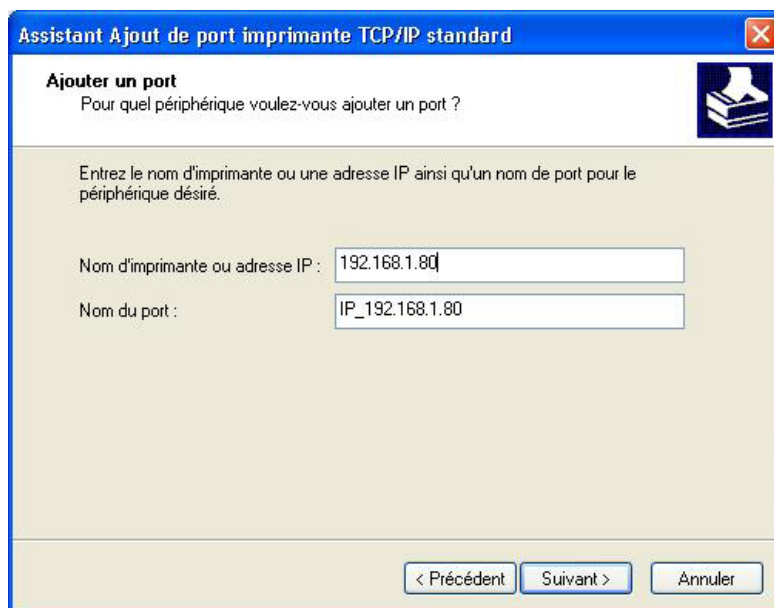 Assistant Ajout de port imprimante TCP/IP standard
Ajouter un port
Pour quel périphérique voulez-vous ajouter un port ?
Entrez le nom d'imprimante ou une adresse IP ainsi qu'un nom de port pour le
périphérique désiré.
Nom d'imprimante ou adresse IP : 192.168.1.80
Nom du port : IP_192.168.1.80
< Précédent Suivant > Annuler